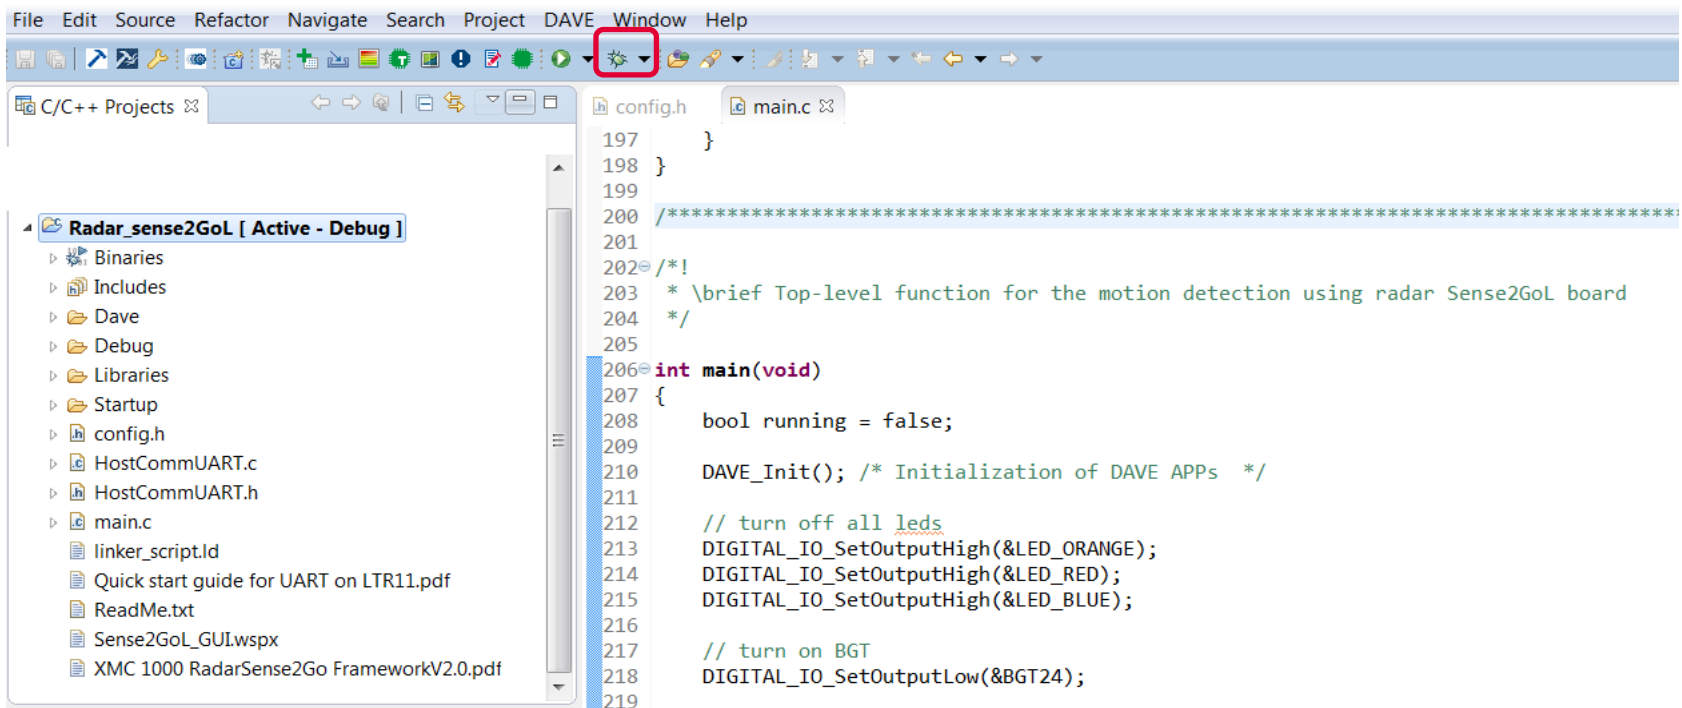 File Edit Source Refactor Navigate Search Project DAVE Window Help
C/C++ Projects
config.h main.c
Radar_sense2GoL [ Active - Debug ]
Binaries
Includes
Dave
Debug
Libraries
Startup
config.h
HostCommUART.c
HostCommUART.h
main.c
linker_script.ld
Quick start guide for UART on LTR11.pdf
ReadMe.txt
Sense2GoL_GUI.wspx
XMC 1000 RadarSense2Go FrameworkV2.0.pdf
197 }
198 }
199
200 /*************************************************************************************
201
202 /*!
203 * \brief Top-level function for the motion detection using radar Sense2GoL board
204 */
205
206 int main(void)
207 {
208 bool running = false;
209
210 DAVE_Init(); /* Initialization of DAVE APPs */
211
212 // turn off all leds
213 DIGITAL_IO_SetOutputHigh(&LED_ORANGE);
214 DIGITAL_IO_SetOutputHigh(&LED_RED);
215 DIGITAL_IO_SetOutputHigh(&LED_BLUE);
216
217 // turn on BGT
218 DIGITAL_IO_SetOutputLow(&BGT24);
219